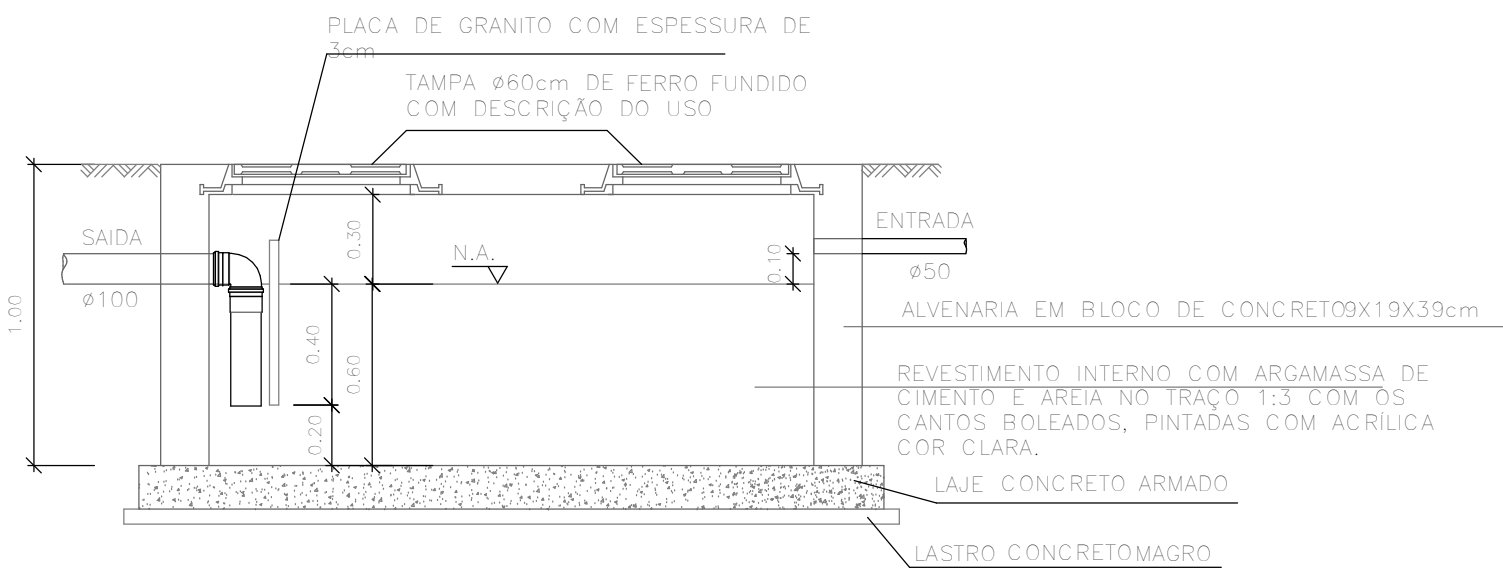 PLACA DE GRANITO COM ESPESSURA DE
3cm
TAMPA ø60cm DE FERRO FUNDIDO
COM DESCRIÇÃO DO USO
SAIDA
ø100
1.00
0.30
N.A.
0.40
0.60
0.20
0.10
ENTRADA
ø50
ALVENARIA EM BLOCO DE CONCRETO9X19X39cm
REVESTIMENTO INTERNO COM ARGAMASSA DE
CIMENTO E AREIA NO TRAÇO 1:3 COM OS
CANTOS BOLEADOS, PINTADAS COM ACRÍLICA
COR CLARA.
LAJE CONCRETO ARMADO
LASTRO CONCRETO MAGRO